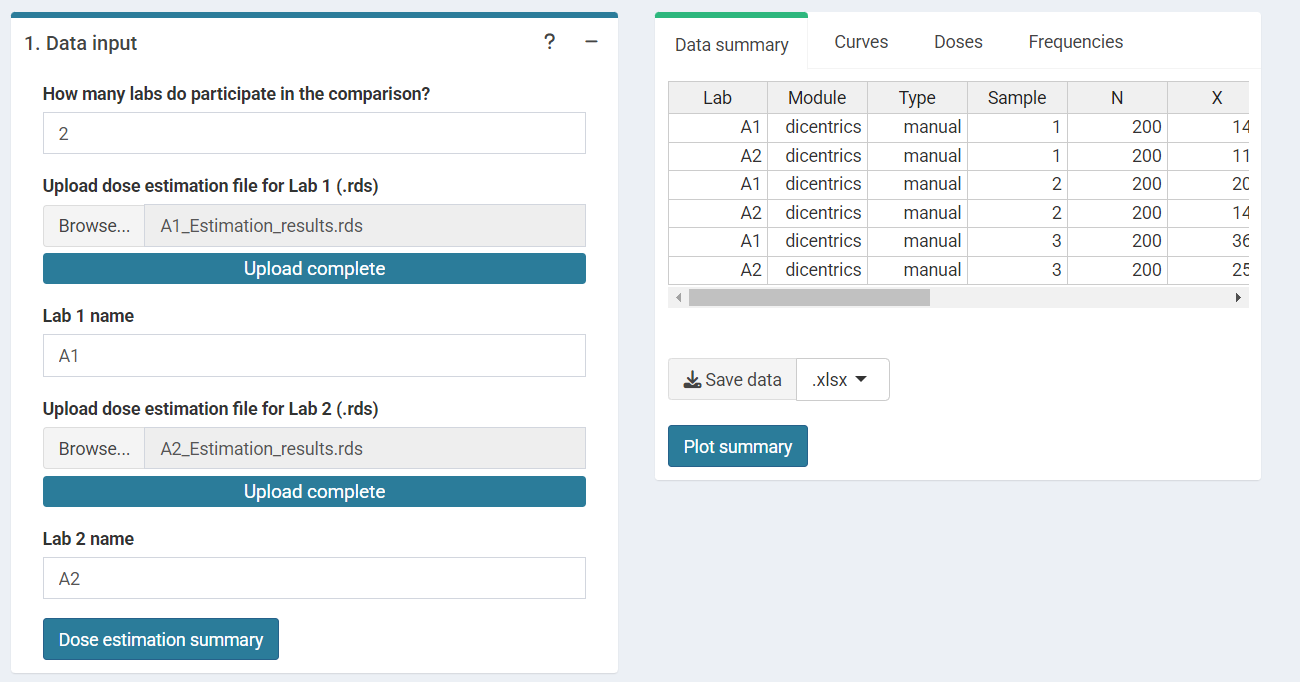 1. Data input
?
How many labs do participate in the comparison?
2
Upload dose estimation file for Lab 1 (.rds)
Browse... A1_Estimation_results.rds
Upload complete
Lab 1 name
A1
Upload dose estimation file for Lab 2 (.rds)
Browse... A2_Estimation_results.rds
Upload complete
Lab 2 name
A2
Dose estimation summary
Data summary Curves Doses Frequencies
Lab Module Type Sample N X
A1 dicentrics manual 1 200 14
A2 dicentrics manual 1 200 11
A1 dicentrics manual 2 200 20
A2 dicentrics manual 2 200 14
A1 dicentrics manual 3 200 36
A2 dicentrics manual 3 200 25
Save data .xlsx
Plot summary